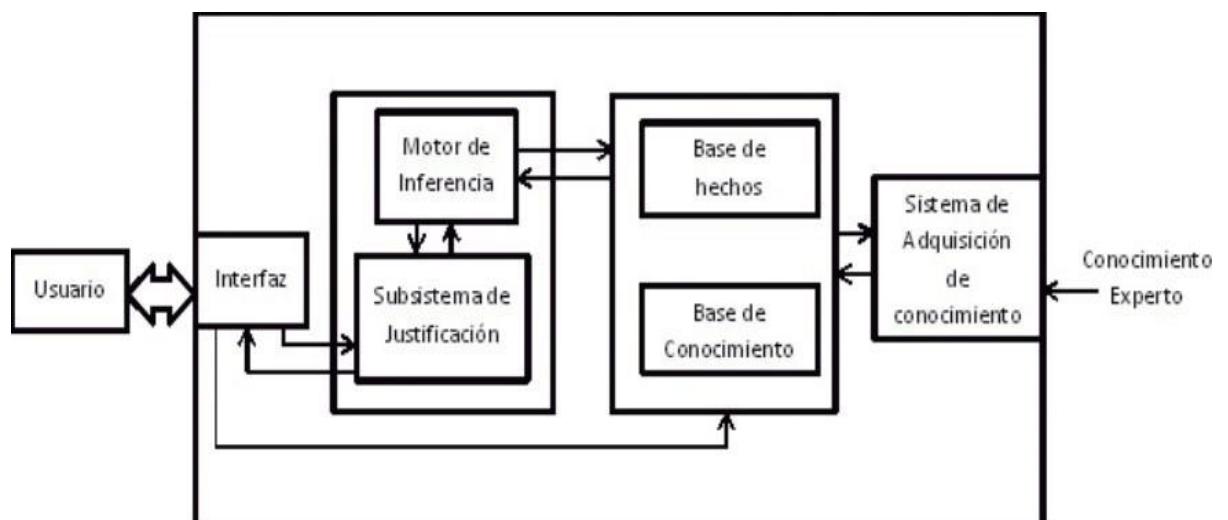 Usuario
Interfaz
Motor de
Inferencia
Subsistema de
Justificación
Base de
hechos
Base de
Conocimiento
Sistema de
Adquisición
de
conocimiento
Conocimiento
Experto